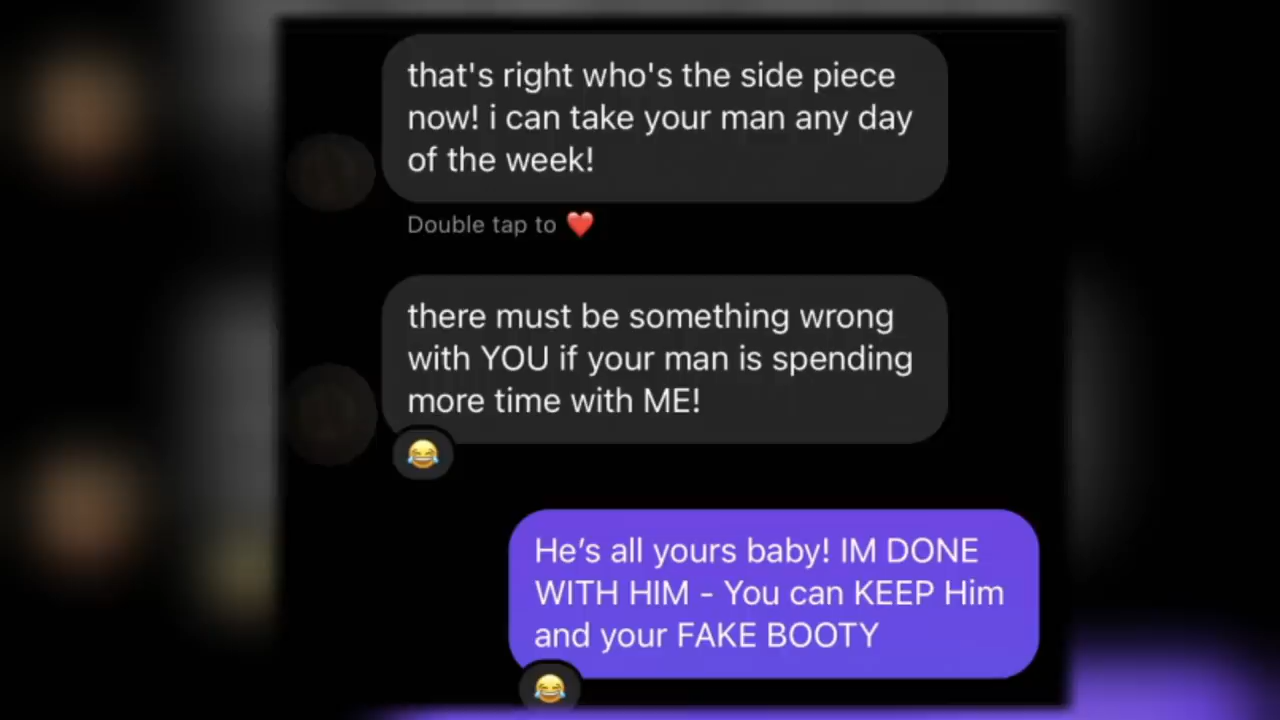 that's right who's the side piece
now! i can take your man any day
of the week!
Double tap to ❤️
there must be something wrong
with YOU if your man is spending
more time with ME!
😂
He’s all yours baby! IM DONE
WITH HIM - You can KEEP Him
and your FAKE BOOTY
😂